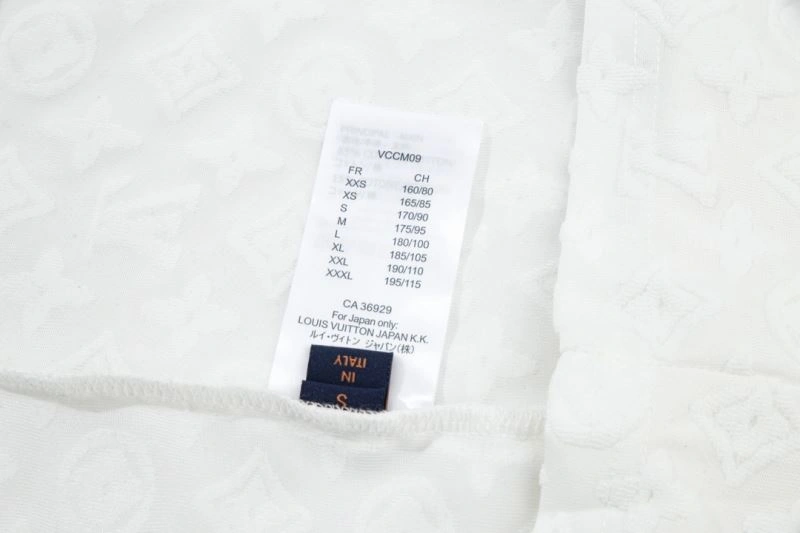 VCCM09
FR CH
XXS 160/80
XS 165/85
S 170/90
M 175/95
L 180/100
XL 185/105
XXL 190/110
XXXL 195/115
CA 36929
For Japan only:
LOUIS VUITTON JAPAN K.K.
ルイ・ヴィトン ジャパン(株)
IN
ITALY
S